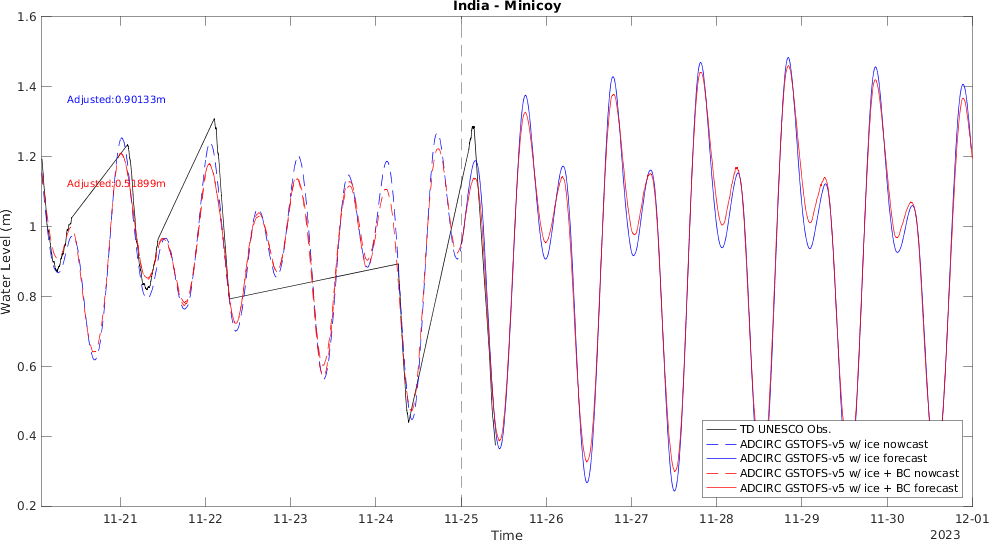 India - Minicoy
1.6
1.4
1.2
1
0.8
0.6
0.4
0.2
Water Level (m)
Adjusted:0.90133m
Adjusted:0.51899m
TD UNESCO Obs.
ADCIRC GSTOFS-v5 w/ ice nowcast
ADCIRC GSTOFS-v5 w/ ice forecast
ADCIRC GSTOFS-v5 w/ ice + BC nowcast
ADCIRC GSTOFS-v5 w/ ice + BC forecast
11-21 11-22 11-23 11-24 11-25 11-26 11-27 11-28 11-29 11-30 12-01
Time
2023